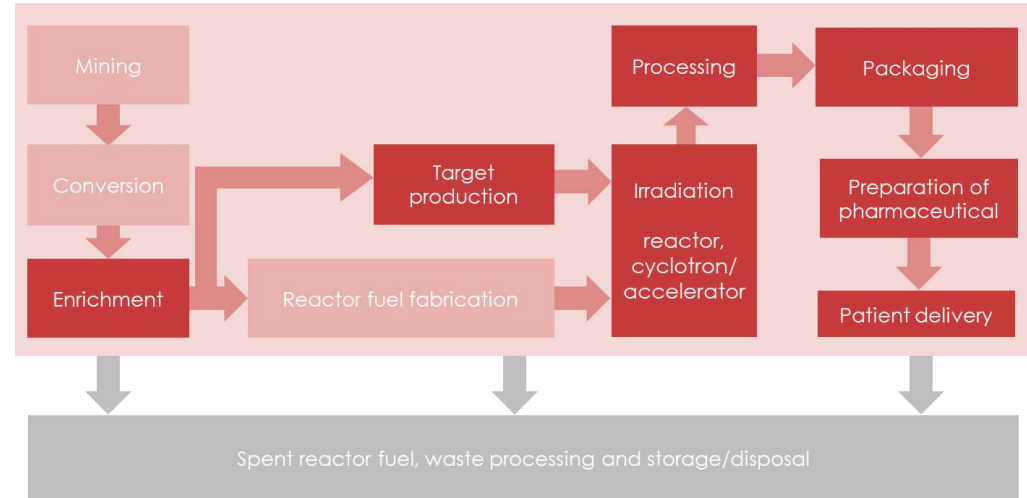 Mining
Conversion
Enrichment
Target
production
Reactor fuel fabrication
Irradiation
reactor,
cyclotron/
accelerator
Processing
Packaging
Preparation of
pharmaceutical
Patient delivery
Spent reactor fuel, waste processing and storage/disposal